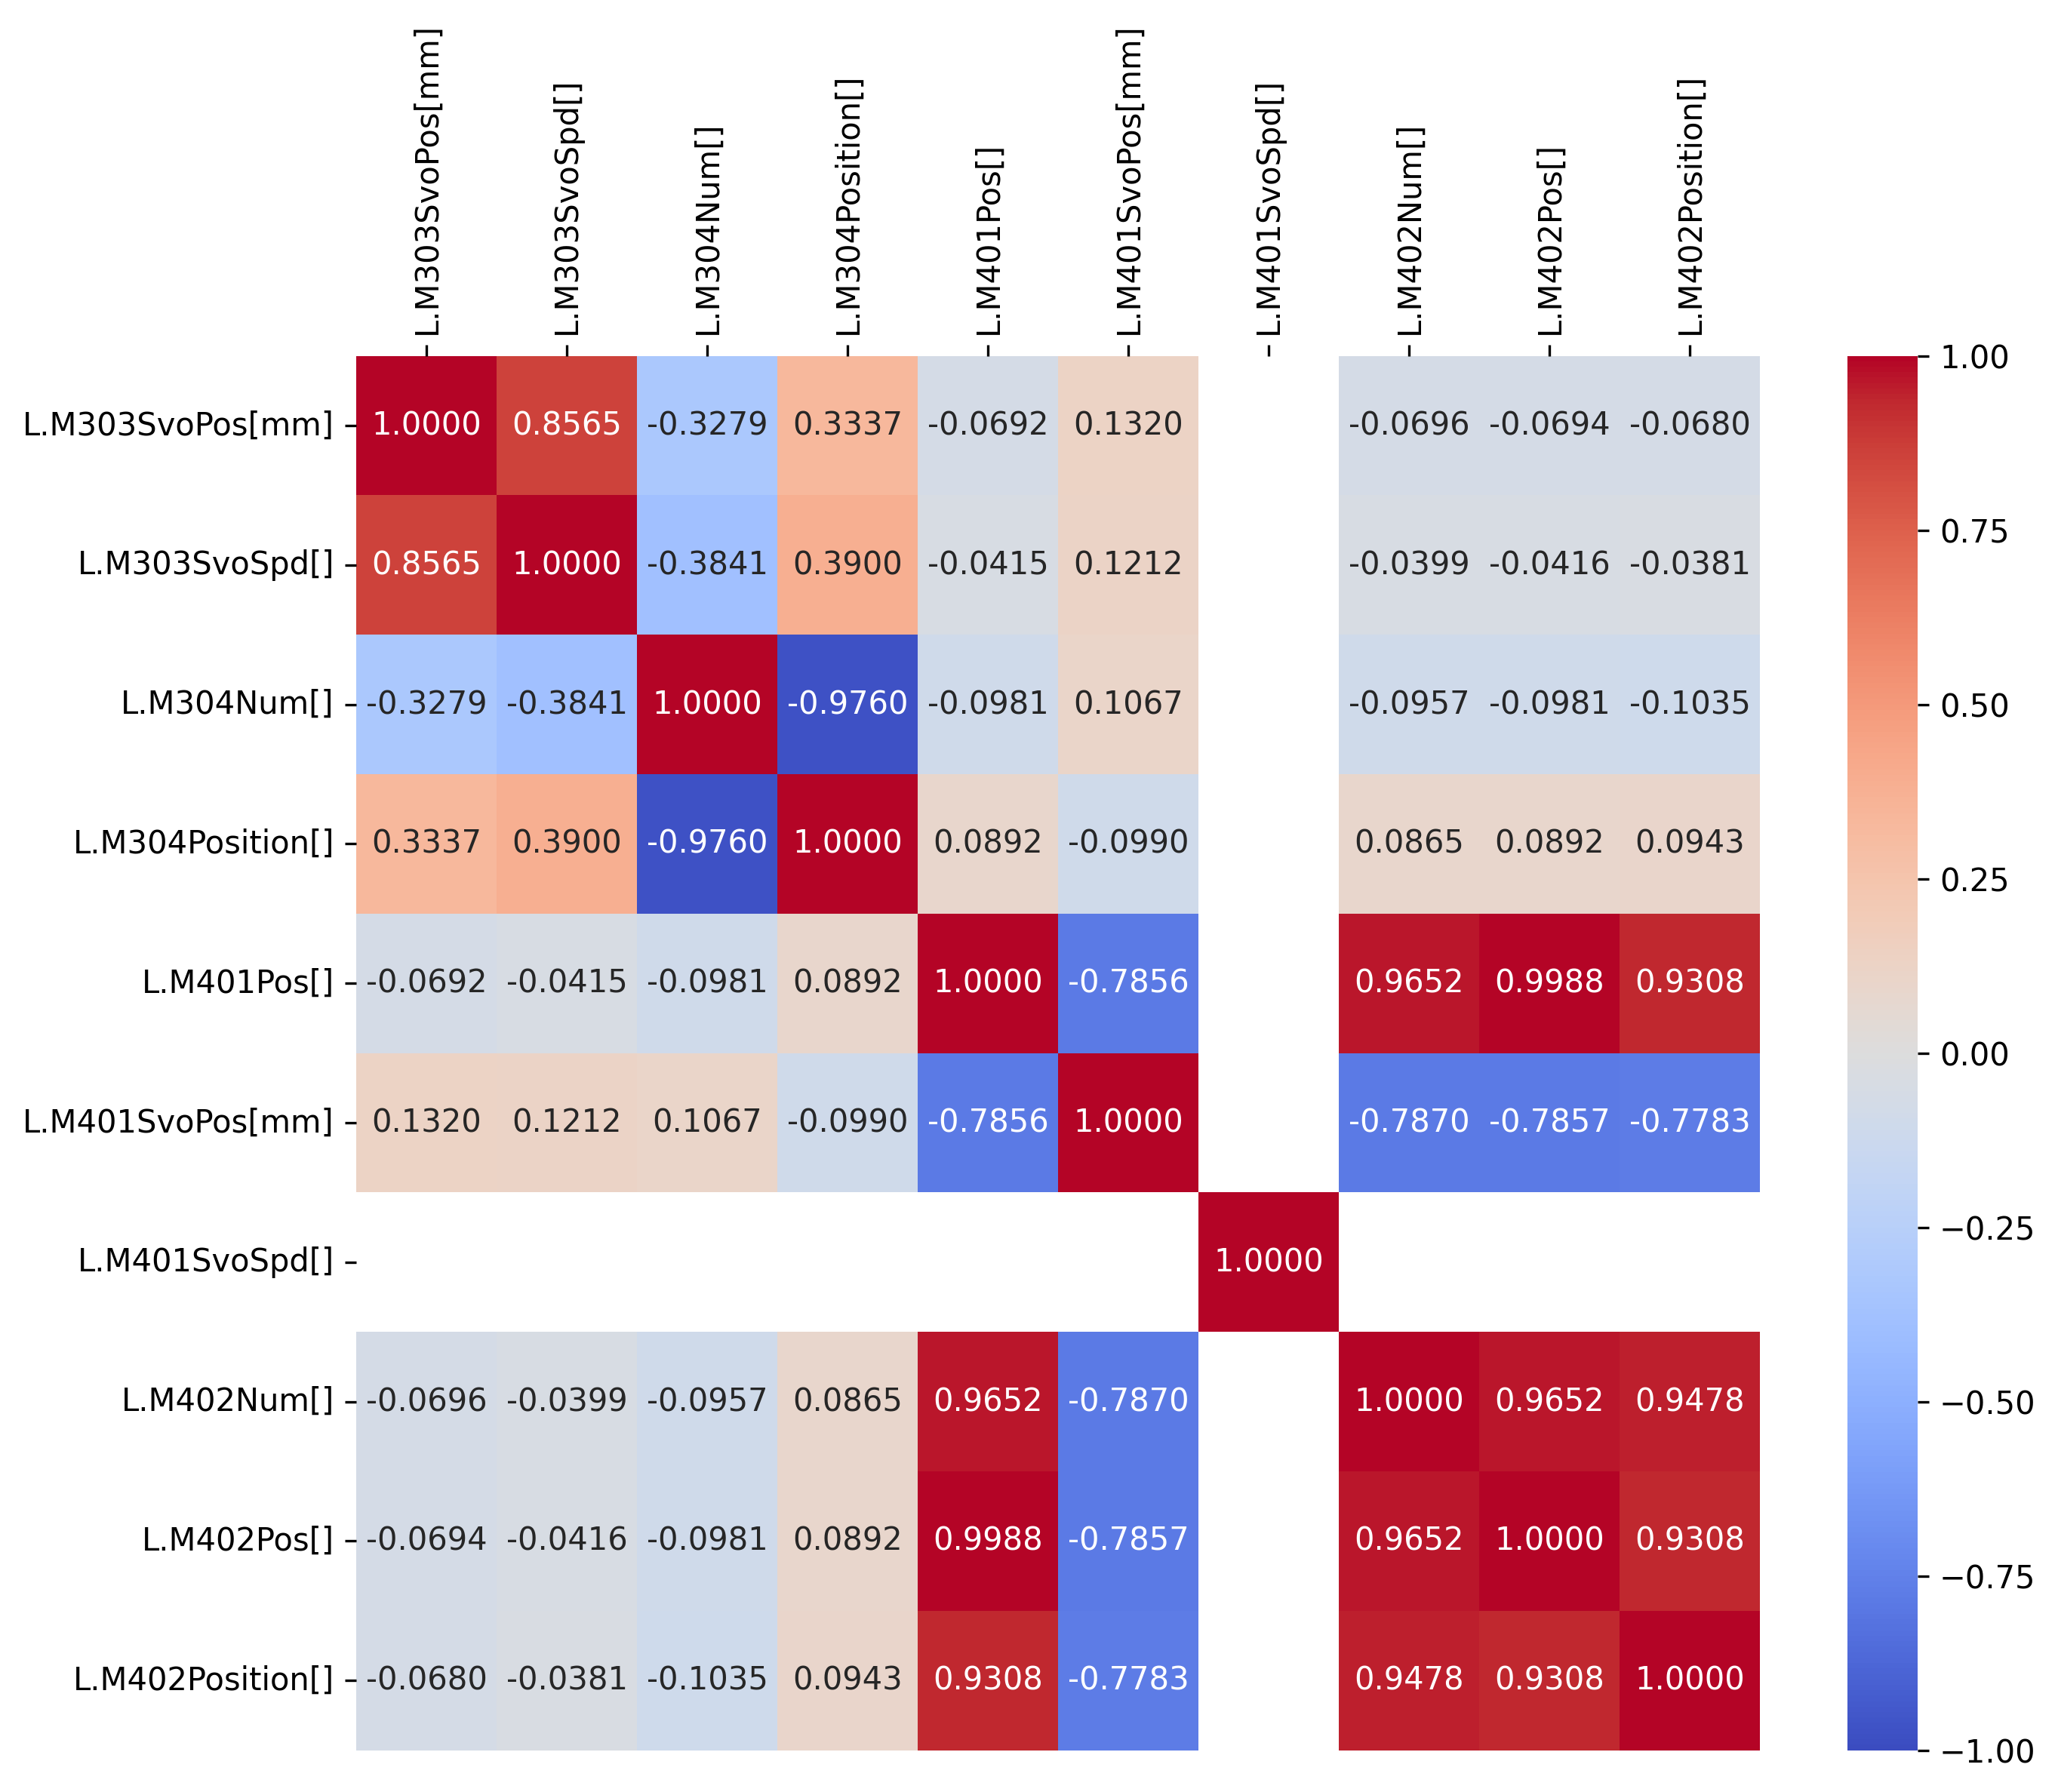 L.M303SvoPos[mm] L.M303SvoSpd[] L.M304Num[] L.M304Position[] L.M401Pos[] L.M401SvoPos[mm] L.M401SvoSpd[] L.M402Num[] L.M402Pos[] L.M402Position[]
L.M303SvoPos[mm] 1.0000 0.8565 -0.3279 0.3337 -0.0692 0.1320 -0.0696 -0.0694 -0.0680
L.M303SvoSpd[] 0.8565 1.0000 -0.3841 0.3900 -0.0415 0.1212 -0.0399 -0.0416 -0.0381
L.M304Num[] -0.3279 -0.3841 1.0000 -0.9760 -0.0981 0.1067 -0.0957 -0.0981 -0.1035
L.M304Position[] 0.3337 0.3900 -0.9760 1.0000 0.0892 -0.0990 0.0865 0.0892 0.0943
L.M401Pos[] -0.0692 -0.0415 -0.0981 0.0892 1.0000 -0.7856 0.9652 0.9988 0.9308
L.M401SvoPos[mm] 0.1320 0.1212 0.1067 -0.0990 -0.7856 1.0000 -0.7870 -0.7857 -0.7783
L.M401SvoSpd[] 1.0000
L.M402Num[] -0.0696 -0.0399 -0.0957 0.0865 0.9652 -0.7870 1.0000 0.9652 0.9478
L.M402Pos[] -0.0694 -0.0416 -0.0981 0.0892 0.9988 -0.7857 0.9652 1.0000 0.9308
L.M402Position[] -0.0680 -0.0381 -0.1035 0.0943 0.9308 -0.7783 0.9478 0.9308 1.0000
1.00
0.75
0.50
0.25
0.00
−0.25
−0.50
−0.75
−1.00